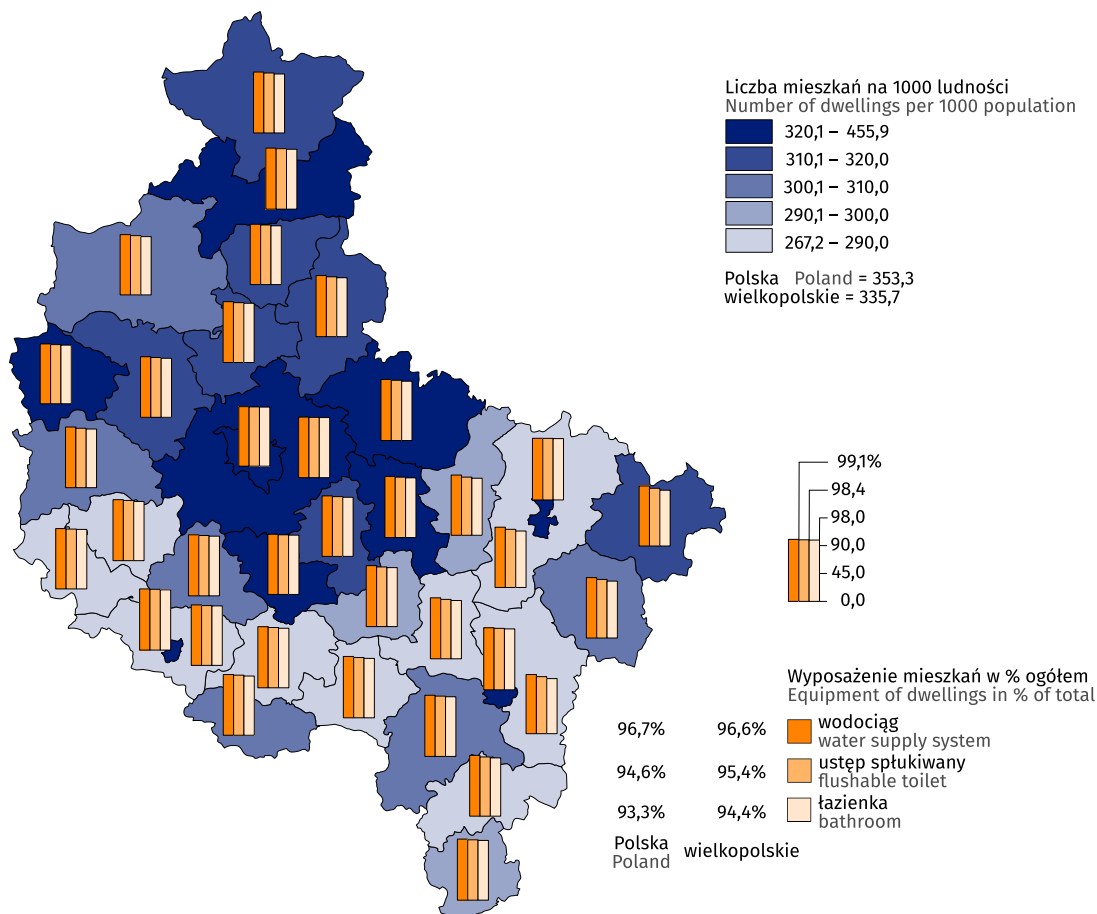 Liczba mieszkań na 1000 ludności
Number of dwellings per 1000 population
320,1 – 455,9
310,1 – 320,0
300,1 – 310,0
290,1 – 300,0
267,2 – 290,0
Polska Poland = 353,3
wielkopolskie = 335,7
99,1%
98,4
98,0
90,0
45,0
0,0
Wyposażenie mieszkań w % ogółem
Equipment of dwellings in % of total
96,7% 96,6% wodociąg
water supply system
94,6% 95,4% ustęp spłukiwany
flushable toilet
93,3% 94,4% łazienka
bathroom
Polska wielkopolskie
Poland